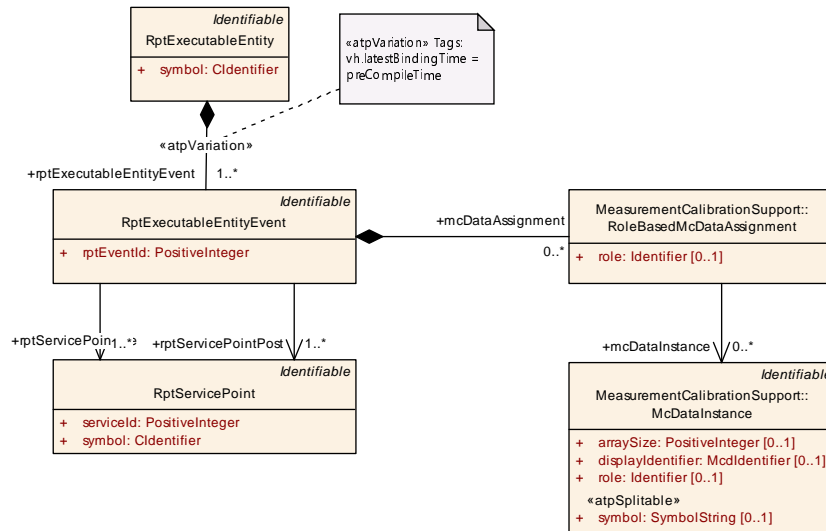 Identifiable
RptExecutableEntity
+ symbol: CIdentifier
«atpVariation» Tags:
vh.latestBindingTime =
preCompileTime
«atpVariation»
+rptExecutableEntityEvent 1..*
Identifiable
RptExecutableEntityEvent
+ rptEventId: PositiveInteger
+mcDataAssignment
0..*
MeasurementCalibrationSupport::
RoleBasedMcDataAssignment
+ role: Identifier [0..1]
1..*
+rptServicePointPost 1..*
Identifiable
RptServicePoint
+ serviceId: PositiveInteger
+ symbol: CIdentifier
+mcDataInstance 0..*
Identifiable
MeasurementCalibrationSupport::
McDataInstance
+ arraySize: PositiveInteger [0..1]
+ displayIdentifier: McdIdentifier [0..1]
+ role: Identifier [0..1]
«atpSplitable»
+ symbol: SymbolString [0..1]